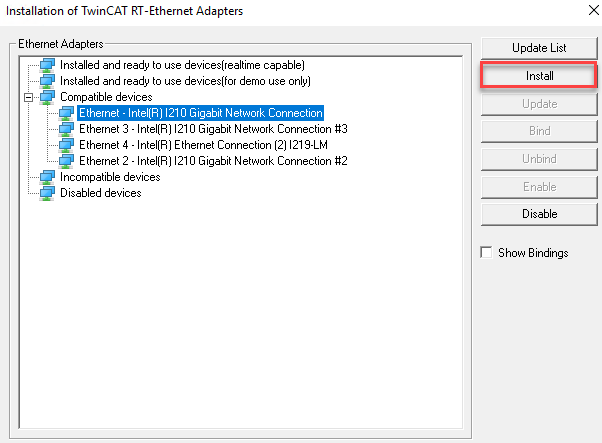 Installation of TwinCAT RT-Ethernet Adapters
Ethernet Adapters
Installed and ready to use devices(realtime capable)
Installed and ready to use devices(for demo use only)
Compatible devices
Ethernet - Intel(R) I210 Gigabit Network Connection
Ethernet 3 - Intel(R) I210 Gigabit Network Connection #3
Ethernet 4 - Intel(R) Ethernet Connection (2) I219-LM
Ethernet 2 - Intel(R) I210 Gigabit Network Connection #2
Incompatible devices
Disabled devices
Update List
Install
Update
Bind
Unbind
Enable
Disable
Show Bindings